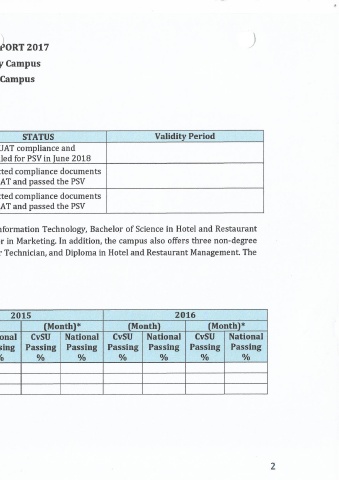 PORT 2017
y Campus
Campus
STATUS Validity Period
UAT compliance and
led for PSV in June 2018
tted compliance documents
AT and passed the PSV
tted compliance documents
AT and passed the PSV
nformation Technology, Bachelor of Science in Hotel and Restaurant
r in Marketing. In addition, the campus also offers three non-degree
r Technician, and Diploma in Hotel and Restaurant Management. The
2015 2016
(Month)* (Month) (Month)*
onal CvSU National CvSU National CvSU National
sing Passing Passing Passing Passing Passing Passing
% % % % % % %
2